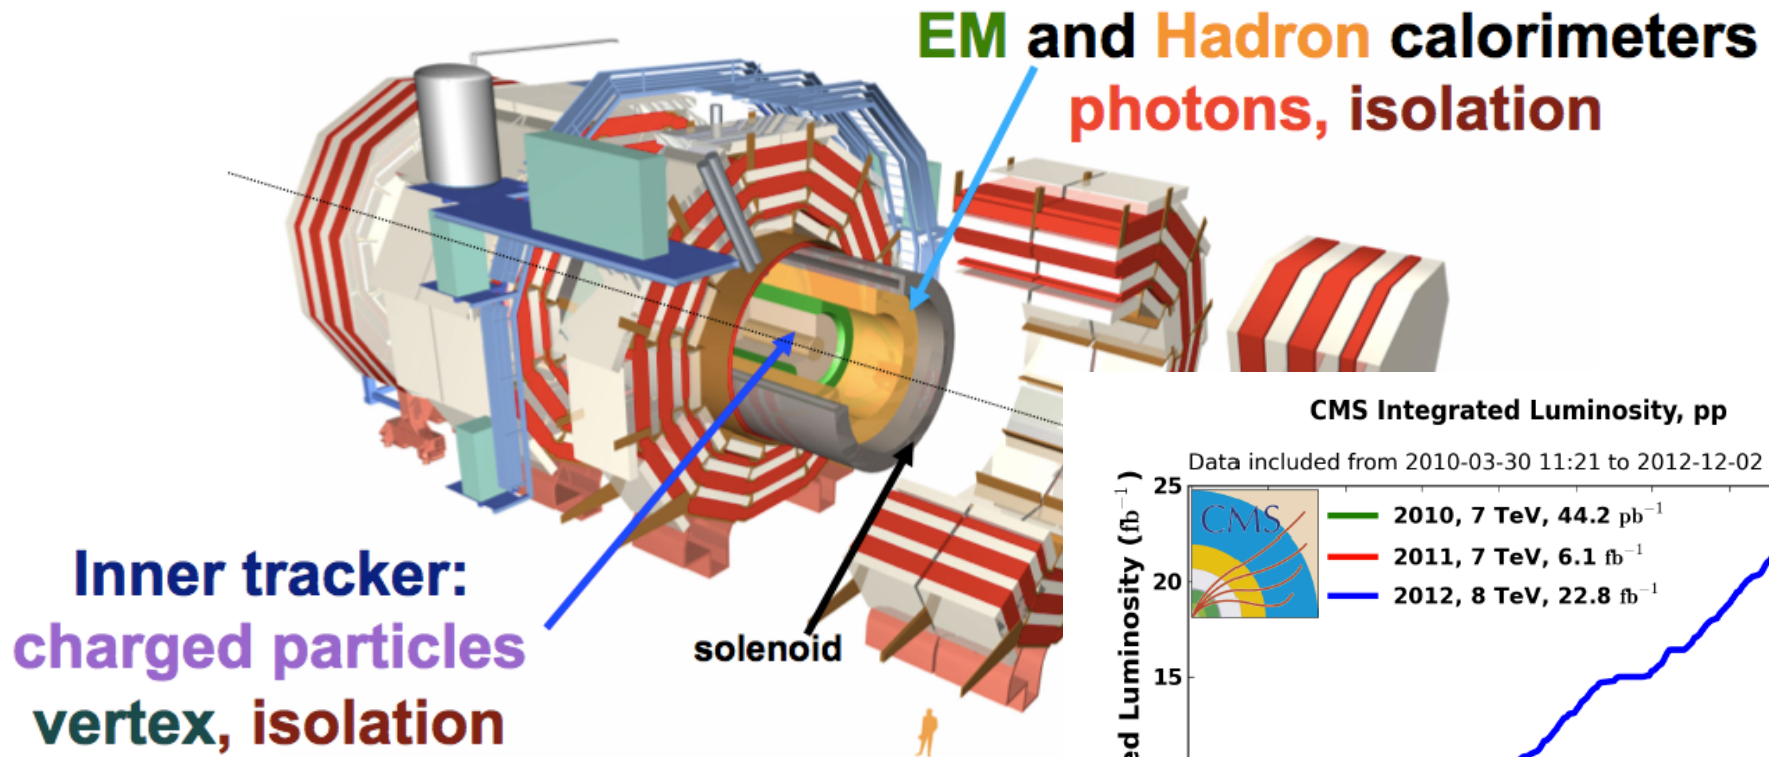 EM and Hadron calorimeters
photons, isolation
Inner tracker:
charged particles
vertex, isolation
solenoid
CMS Integrated Luminosity, pp
Data included from 2010-03-30 11:21 to 2012-12-02
ed Luminosity (fb⁻¹)
25
20
15
CMS
2010, 7 TeV, 44.2 pb⁻¹
2011, 7 TeV, 6.1 fb⁻¹
2012, 8 TeV, 22.8 fb⁻¹